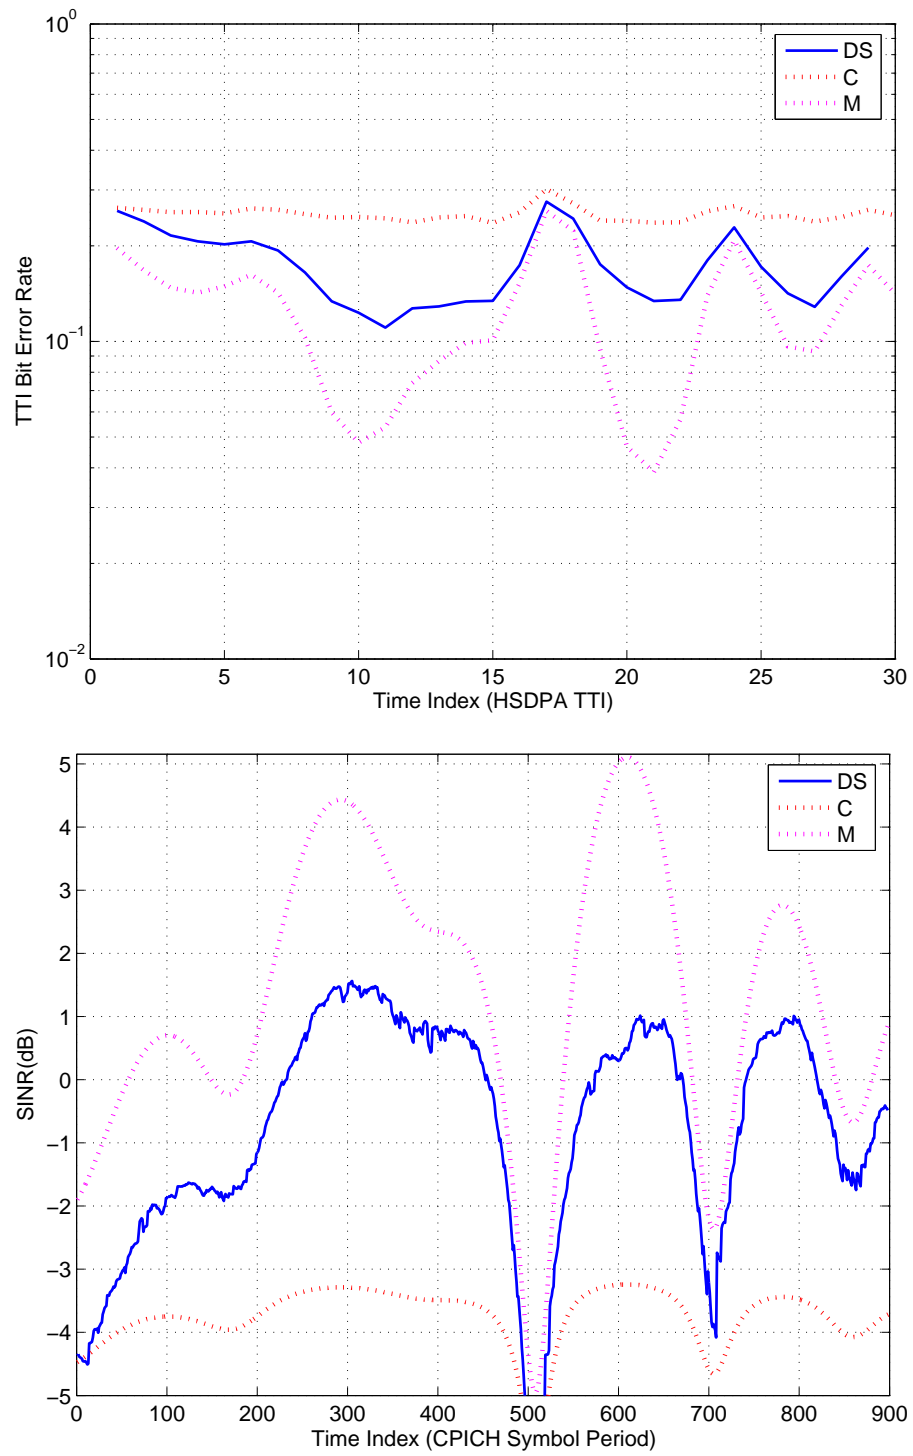 10^0
DS
C
M
TTI Bit Error Rate
10^−1
10^−2
0 5 10 15 20 25 30
Time Index (HSDPA TTI)
5
DS
C
M
4
3
2
1
SINR(dB)
0
−1
−2
−3
−4
−5
0 100 200 300 400 500 600 700 800 900
Time Index (CPICH Symbol Period)